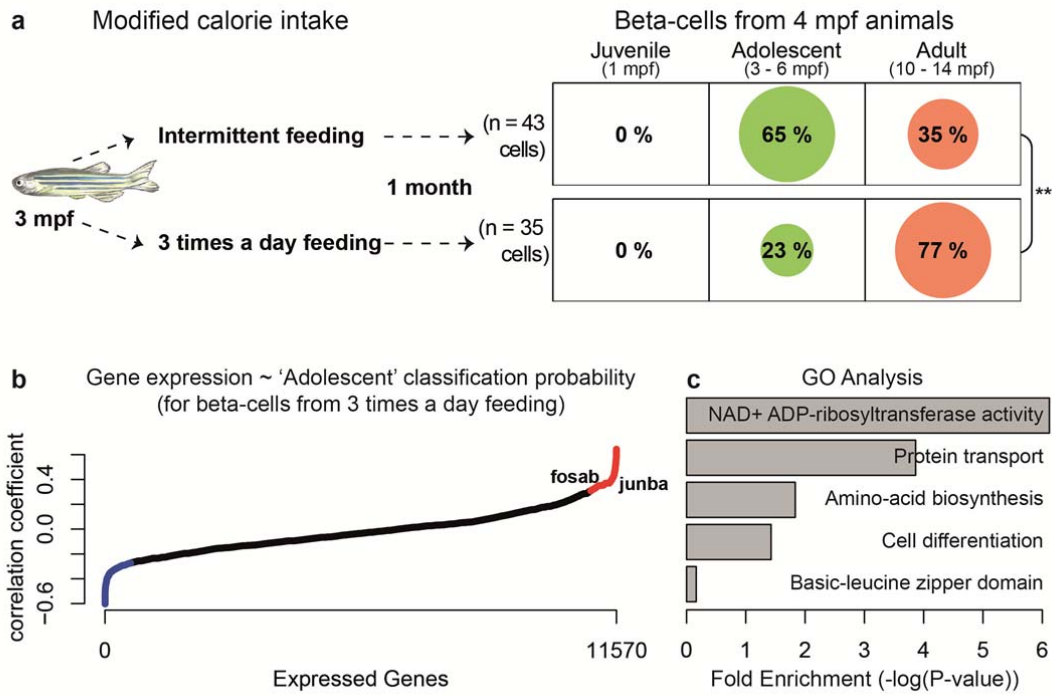 a
Modified calorie intake
Beta-cells from 4 mpf animals
Juvenile
(1 mpf)
Adolescent
(3 - 6 mpf)
Adult
(10 - 14 mpf)
Intermittent feeding
(n = 43
cells)
0 %
65 %
35 %
1 month
**
3 mpf
3 times a day feeding
(n = 35
cells)
0 %
23 %
77 %
b
Gene expression ~ ‘Adolescent’ classification probability
(for beta-cells from 3 times a day feeding)
correlation coefficient
0.4
0.0
−0.6
fosab
junba
0
11570
Expressed Genes
c
GO Analysis
NAD+ ADP-ribosyltransferase activity
Protein transport
Amino-acid biosynthesis
Cell differentiation
Basic-leucine zipper domain
0 1 2 3 4 5 6
Fold Enrichment (-log(P-value))